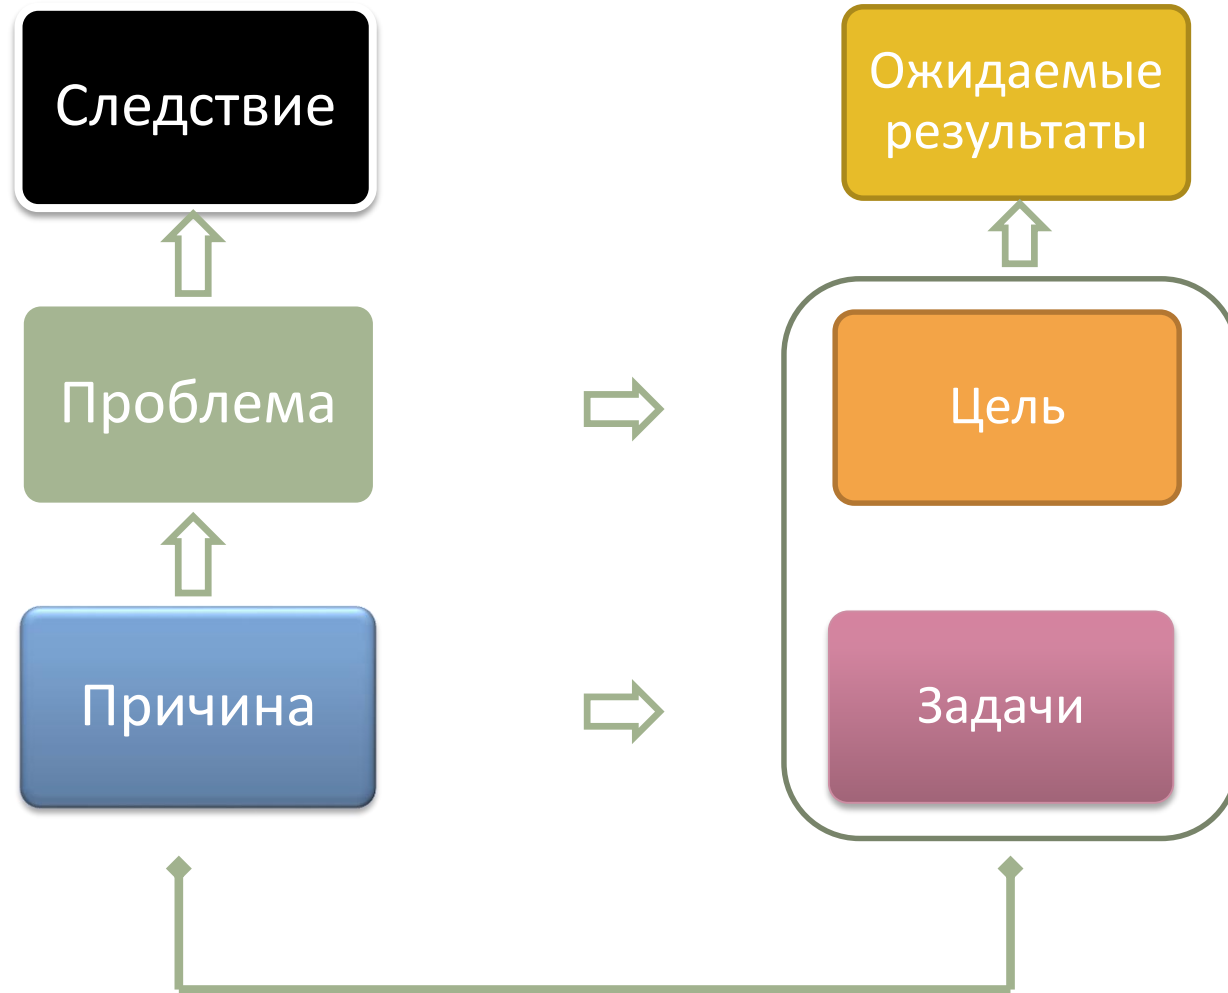 Следствие
Ожидаемые
результаты
Проблема
Цель
Причина
Задачи